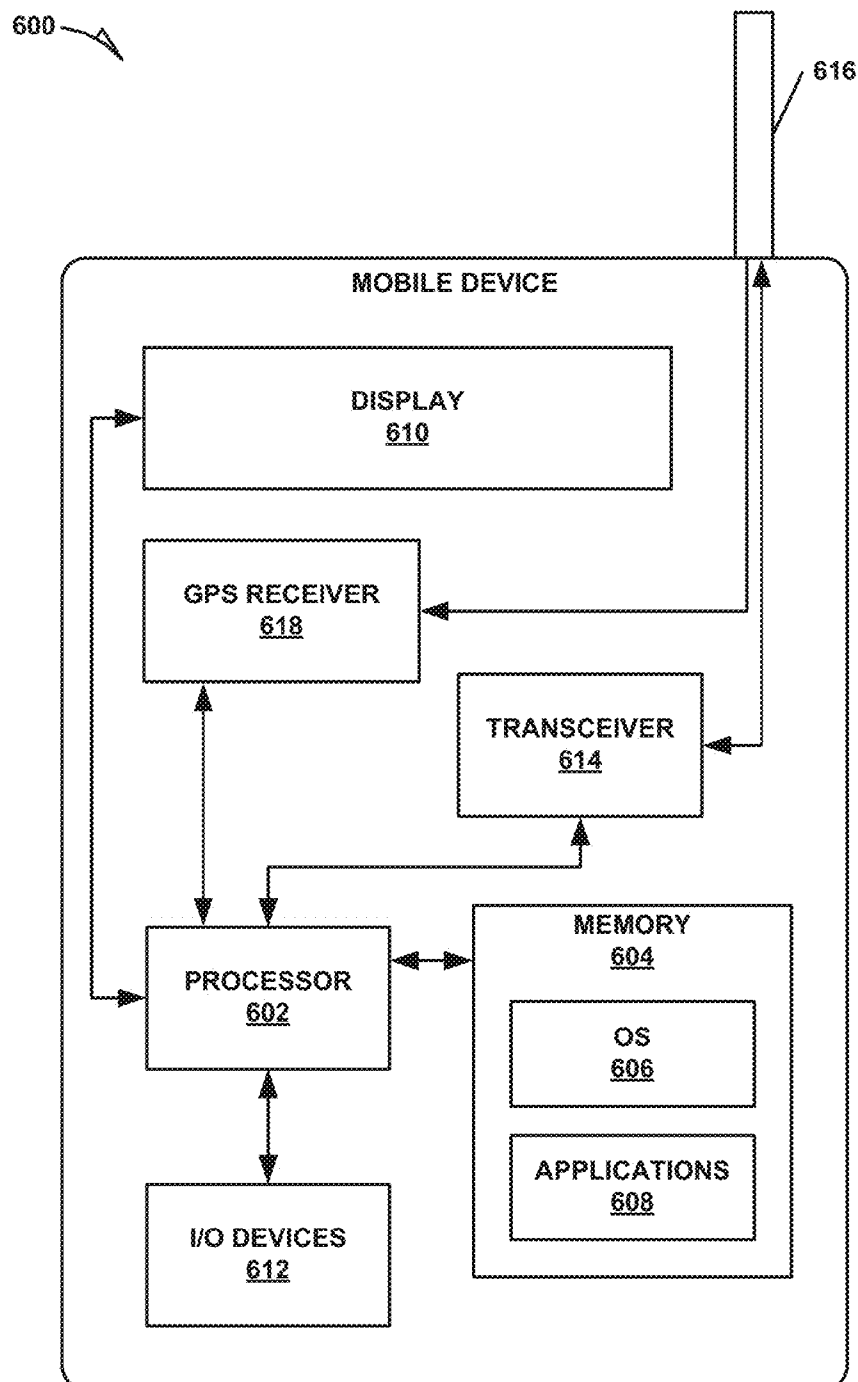 600
616
MOBILE DEVICE
DISPLAY
610
GPS RECEIVER
618
TRANSCEIVER
614
PROCESSOR
602
MEMORY
604
OS
606
APPLICATIONS
608
I/O DEVICES
612